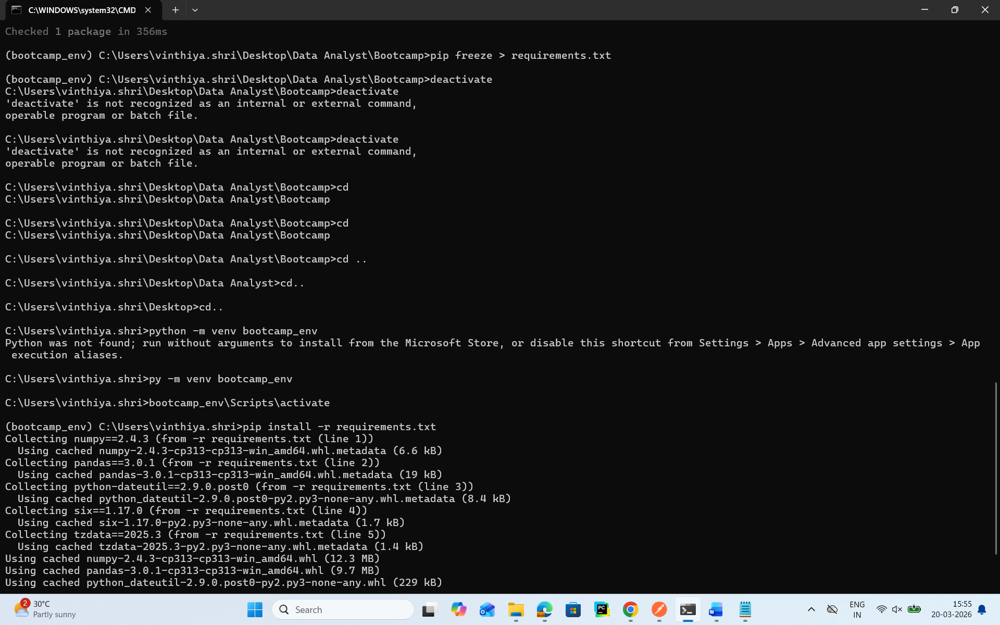 C:\WINDOWS\system32\CMD
Checked 1 package in 356ms
(bootcamp_env) C:\Users\vinthiya.shri\Desktop\Data Analyst\Bootcamp>pip freeze > requirements.txt
(bootcamp_env) C:\Users\vinthiya.shri\Desktop\Data Analyst\Bootcamp>deactivate
C:\Users\vinthiya.shri\Desktop\Data Analyst\Bootcamp>deactivate
'deactivate' is not recognized as an internal or external command,
operable program or batch file.
C:\Users\vinthiya.shri\Desktop\Data Analyst\Bootcamp>deactivate
'deactivate' is not recognized as an internal or external command,
operable program or batch file.
C:\Users\vinthiya.shri\Desktop\Data Analyst\Bootcamp>cd
C:\Users\vinthiya.shri\Desktop\Data Analyst\Bootcamp
C:\Users\vinthiya.shri\Desktop\Data Analyst\Bootcamp>cd
C:\Users\vinthiya.shri\Desktop\Data Analyst\Bootcamp
C:\Users\vinthiya.shri\Desktop\Data Analyst\Bootcamp>cd ..
C:\Users\vinthiya.shri\Desktop\Data Analyst>cd..
C:\Users\vinthiya.shri\Desktop>cd..
C:\Users\vinthiya.shri>python -m venv bootcamp_env
Python was not found; run without arguments to install from the Microsoft Store, or disable this shortcut from Settings > Apps > Advanced app settings > App
execution aliases.
C:\Users\vinthiya.shri>py -m venv bootcamp_env
C:\Users\vinthiya.shri>bootcamp_env\Scripts\activate
(bootcamp_env) C:\Users\vinthiya.shri>pip install -r requirements.txt
Collecting numpy==2.4.3 (from -r requirements.txt (line 1))
Using cached numpy-2.4.3-cp313-cp313-win_amd64.whl.metadata (6.6 kB)
Collecting pandas==3.0.1 (from -r requirements.txt (line 2))
Using cached pandas-3.0.1-cp313-cp313-win_amd64.whl.metadata (19 kB)
Collecting python-dateutil==2.9.0.post0 (from -r requirements.txt (line 3))
Using cached python_dateutil-2.9.0.post0-py2.py3-none-any.whl.metadata (8.4 kB)
Collecting six==1.17.0 (from -r requirements.txt (line 4))
Using cached six-1.17.0-py2.py3-none-any.whl.metadata (1.7 kB)
Collecting tzdata==2025.3 (from -r requirements.txt (line 5))
Using cached tzdata-2025.3-py2.py3-none-any.whl.metadata (1.4 kB)
Using cached numpy-2.4.3-cp313-cp313-win_amd64.whl (12.3 MB)
Using cached pandas-3.0.1-cp313-cp313-win_amd64.whl (9.7 MB)
Using cached python_dateutil-2.9.0.post0-py2.py3-none-any.whl (229 kB)
2
30°C
Partly sunny
Search
PC
W
ENG
IN
15:55
20-03-2026